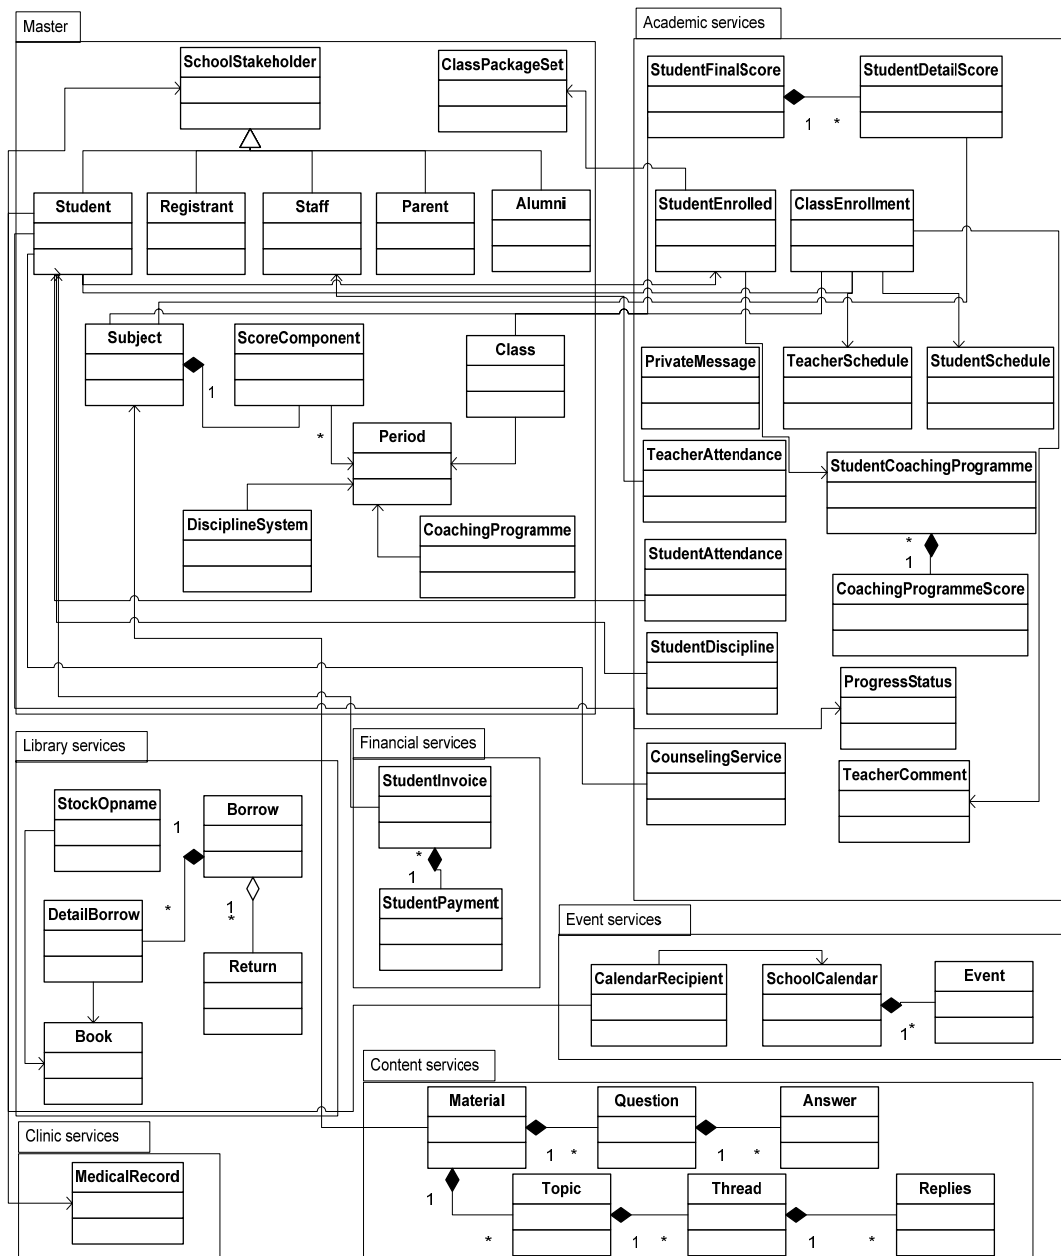 Master
Academic services
SchoolStakeholder
ClassPackageSet
StudentFinalScore
StudentDetailScore
1
*
Student
Registrant
Staff
Parent
Alumni
StudentEnrolled
ClassEnrollment
Subject
ScoreComponent
Class
PrivateMessage
TeacherSchedule
StudentSchedule
1
*
Period
TeacherAttendance
StudentCoachingProgramme
DisciplineSystem
CoachingProgramme
StudentAttendance
*
1
CoachingProgrammeScore
StudentDiscipline
ProgressStatus
Library services
Financial services
CounselingService
TeacherComment
StudentInvoice
StockOpname
1
Borrow
*
1
DetailBorrow
*
1
*
StudentPayment
Event services
Return
CalendarRecipient
SchoolCalendar
Event
1
*
Book
Content services
Material
Question
Answer
1
*
1
*
Clinic services
MedicalRecord
1
Topic
Thread
Replies
*
1
*
1
*